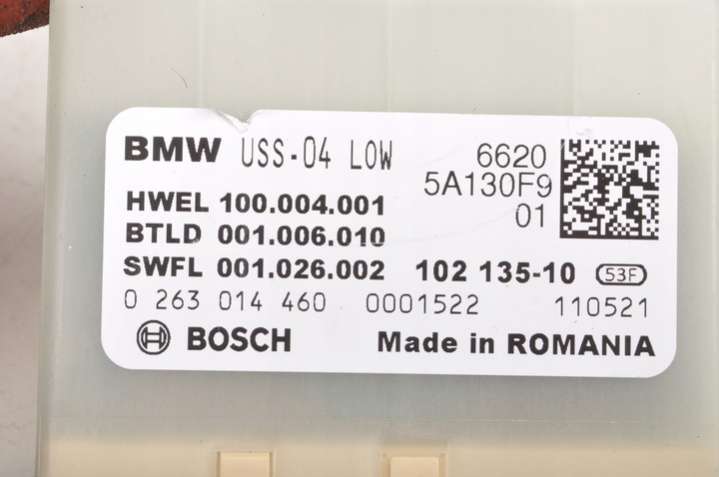 BMW USS-04 LOW 6620
5A130F9
HWEL 100.004.001
01
BTLD 001.006.010
SWFL 001.026.002 102 135-10 53F
0 263 014 460 0001522 110521
BOSCH Made in ROMANIA